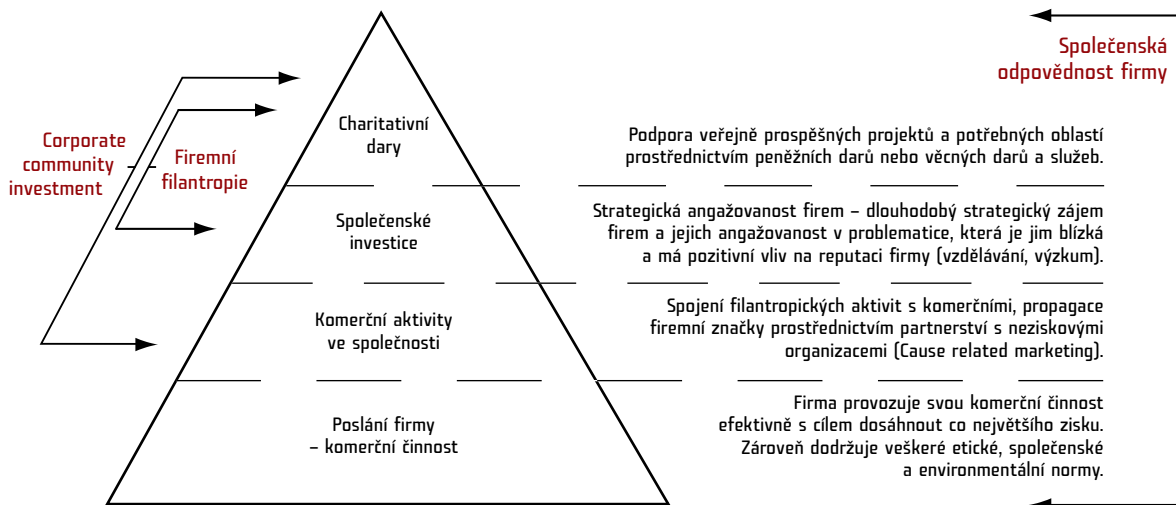 Společenská
odpovědnost firmy
Corporate
community
investment
Firemní
filantropie
Charitativní
dary
Podpora veřejně prospěšných projektů a potřebných oblastí
prostřednictvím peněžních darů nebo věcných darů a služeb.
Společenské
investice
Strategická angažovanost firem – dlouhodobý strategický zájem
firem a jejich angažovanost v problematice, která je jim blízká
a má pozitivní vliv na reputaci firmy (vzdělávání, výzkum).
Komerční aktivity
ve společnosti
Spojení filantropických aktivit s komerčními, propagace
firemní značky prostřednictvím partnerství s neziskovými
organizacemi (Cause related marketing).
Poslání firmy
– komerční činnost
Firma provozuje svou komerční činnost
efektivně s cílem dosáhnout co největšího zisku.
Zároveň dodržuje veškeré etické, společenské
a environmentální normy.